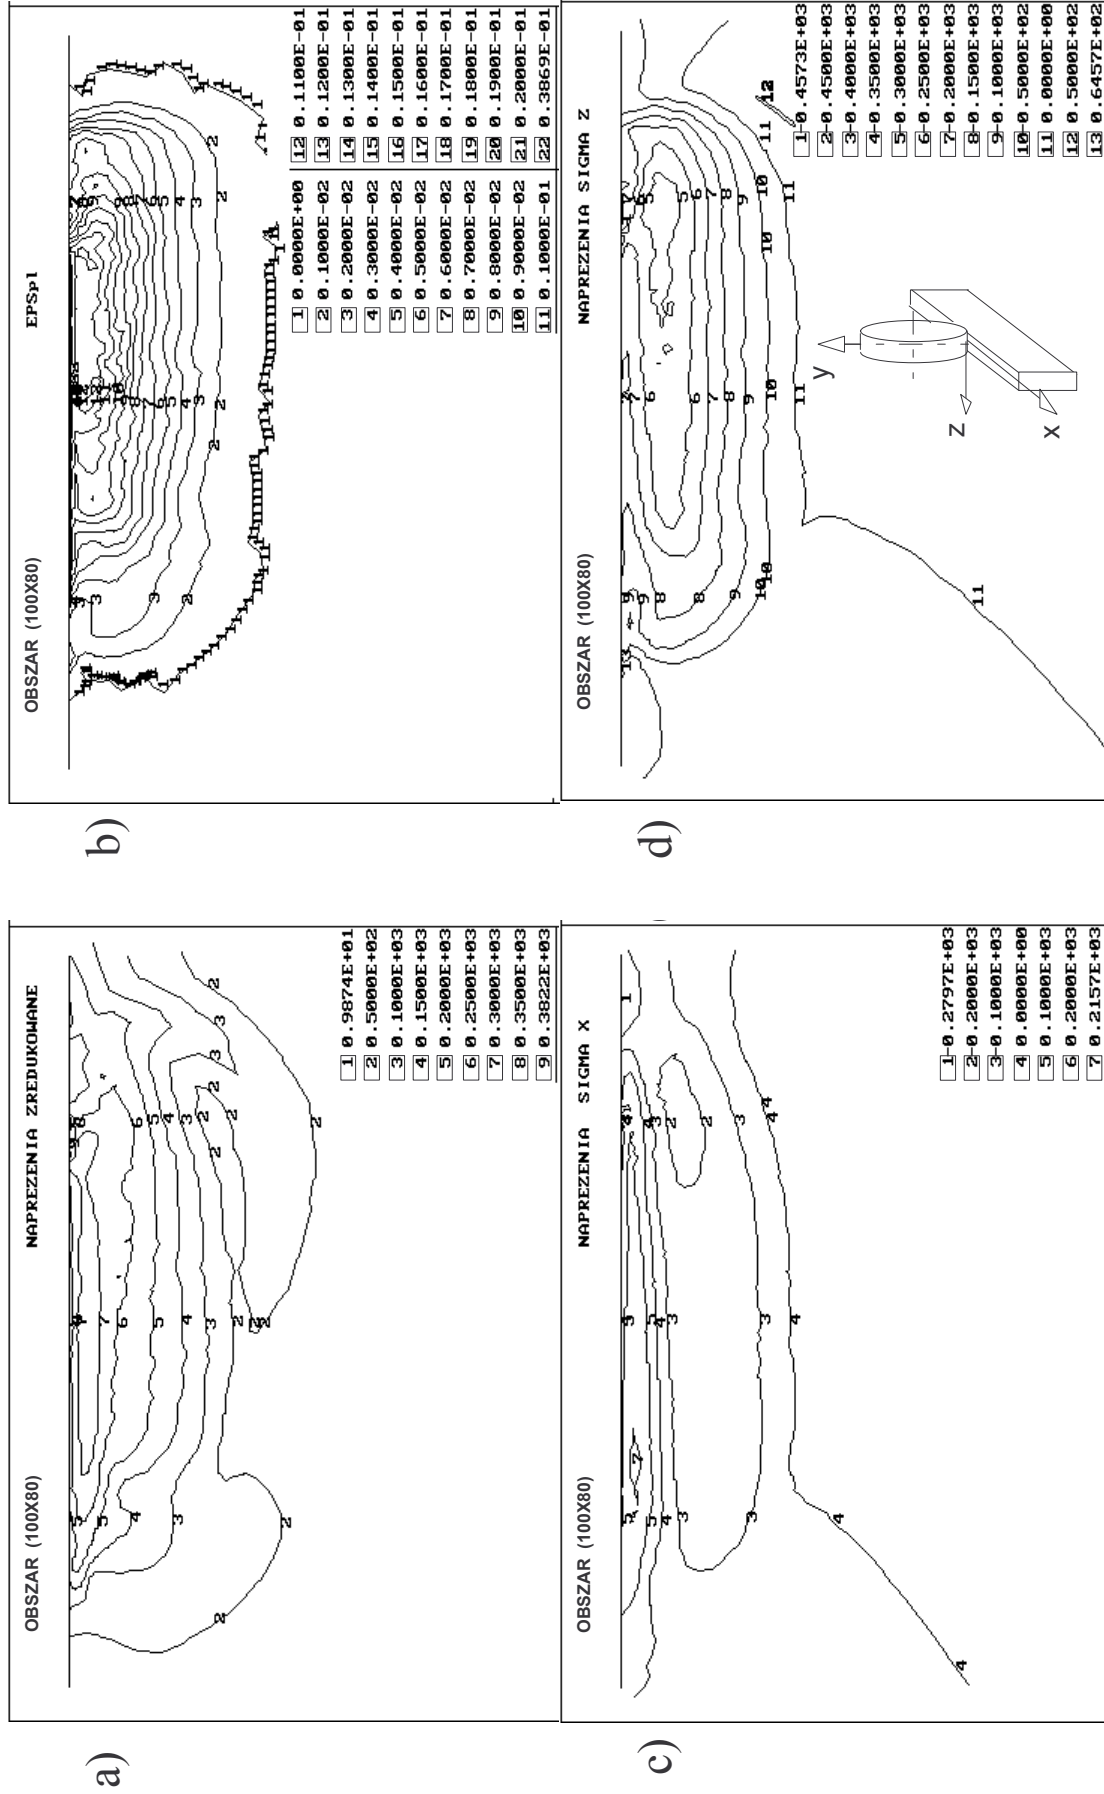 a)
OBSZAR (100X80) NAPREZENIA ZREDUKOWANE
1 0.9874E+01
2 0.5000E+02
3 0.1000E+03
4 0.1500E+03
5 0.2000E+03
6 0.2500E+03
7 0.3000E+03
8 0.3500E+03
9 0.3822E+03
b)
OBSZAR (100X80) EPSpl
1 0.0000E+00
2 0.1000E-02
3 0.2000E-02
4 0.3000E-02
5 0.4000E-02
6 0.5000E-02
7 0.6000E-02
8 0.7000E-02
9 0.8000E-02
10 0.9000E-02
11 0.1000E-01
12 0.1100E-01
13 0.1200E-01
14 0.1300E-01
15 0.1400E-01
16 0.1500E-01
17 0.1600E-01
18 0.1700E-01
19 0.1800E-01
20 0.1900E-01
21 0.2000E-01
22 0.3869E-01
c)
OBSZAR (100X80) NAPREZENIA SIGMA X
1-0.2797E+03
2-0.2000E+03
3-0.1000E+03
4 0.0000E+00
5 0.1000E+03
6 0.2000E+03
7 0.2157E+03
d)
OBSZAR (100X80) NAPREZENIA SIGMA Z
y
z
x
1-0.4573E+03
2-0.4500E+03
3-0.4000E+03
4-0.3500E+03
5-0.3000E+03
6-0.2500E+03
7-0.2000E+03
8-0.1500E+03
9-0.1000E+03
10-0.5000E+02
11 0.0000E+00
12 0.5000E+02
13 0.6457E+02